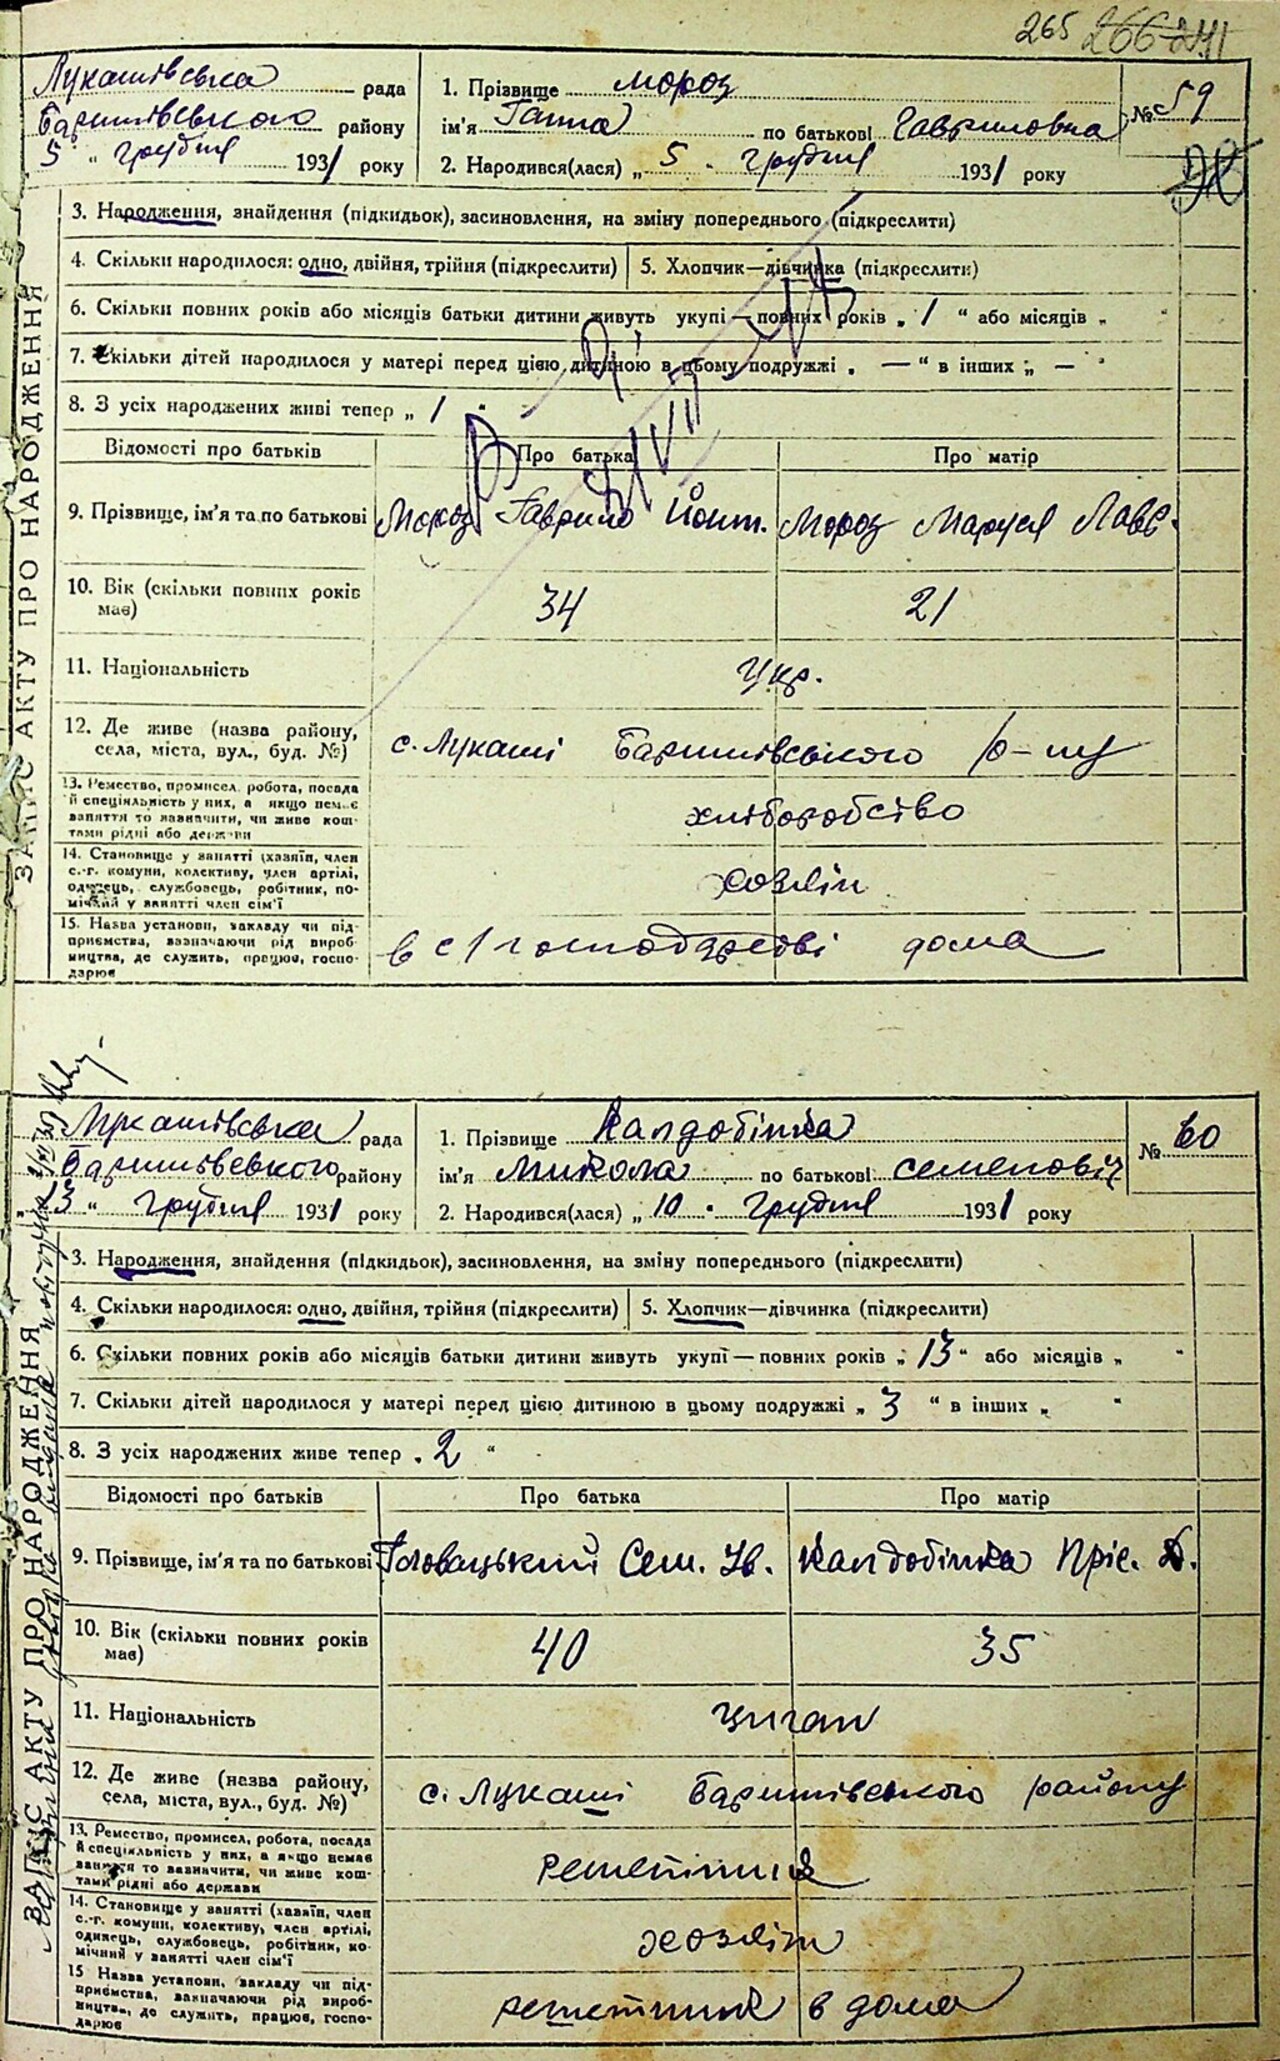 265 266 241
Лукашівська рада
Баришівського району
5 " грудня 1931 року
1. Прізвище Мороз
ім'я Ганна по батькові Гавриловна
2. Народився(лася) „ 5 " грудня 1931 року
№ 59
ЗАПИС АКТУ ПРО НАРОДЖЕННЯ
3. Народження, знайдення (підкидьок), засиновлення, на зміну попереднього (підкреслити)
4. Скільки народилося: одно, двійня, трійня (підкреслити) 5. Хлопчик—дівчинка (підкреслити)
6. Скільки повних років або місяців батьки дитини живуть укупі—повних років „ 1 " або місяців „ "
7. Скільки дітей народилося у матері перед цією дитиною в цьому подружжі „ — " в інших „ — "
8. З усіх народжених живі тепер „ 1 "
Відомості про батьків Про батька Про матір
9. Прізвище, ім'я та по батькові Мороз Гаврило Мороз Маруся Лавр.
10. Вік (скільки повних років має) 34 21
11. Національність Укр.
12. Де живе (назва району, села, міста, вул., буд. №) с. Лукаші Баришівського р-ну
13. Ремество, промисел, робота, посада й спеціяльність у них, а якщо немає заняття то зазначити, чи живе коштами рідні або держави хліборобство
14. Становище у занятті (хазяїн, член с.-г. комуни, колективу, член артілі, одинець, службовець, робітник, помічний у занятті член сім'ї хозяїн
15. Назва установи, закладу чи підприємства, зазначаючи рід виробництва, де служить, працює, господарює в с/господарстві дома
Лукашівська рада
Баришівського району
13 " Грудня 1931 року
1. Прізвище Калдобінка
ім'я Микола по батькові Семенович
2. Народився(лася) „ 10 " Грудня 1931 року
№ 60
ЗАПИС АКТУ ПРО НАРОДЖЕННЯ
3. Народження, знайдення (підкидьок), засиновлення, на зміну попереднього (підкреслити)
4. Скільки народилося: одно, двійня, трійня (підкреслити) 5. Хлопчик—дівчинка (підкреслити)
6. Скільки повних років або місяців батьки дитини живуть укупі—повних років „ 13 " або місяців „ "
7. Скільки дітей народилося у матері перед цією дитиною в цьому подружжі „ 3 " в інших „ "
8. З усіх народжених живе тепер „ 2 "
Відомості про батьків Про батька Про матір
9. Прізвище, ім'я та по батькові Головацький Сем. Ів. Калдобінка Пріс. Д.
10. Вік (скільки повних років має) 40 35
11. Національність циган
12. Де живе (назва району, села, міста, вул., буд. №) с. Лукаші Баришівського району
13. Ремество, промисел, робота, посада й спеціяльність у них, а якщо немає заняття то зазначити, чи живе коштами рідні або держави решетник
14. Становище у занятті (хазяїн, член с.-г. комуни, колективу, член артілі, одинець, службовець, робітник, помічний у занятті член сім'ї хозяїн
15 Назва установи, закладу чи підприємства, зазначаючи рід виробництва, де служить, працює, господарює решетник в дома